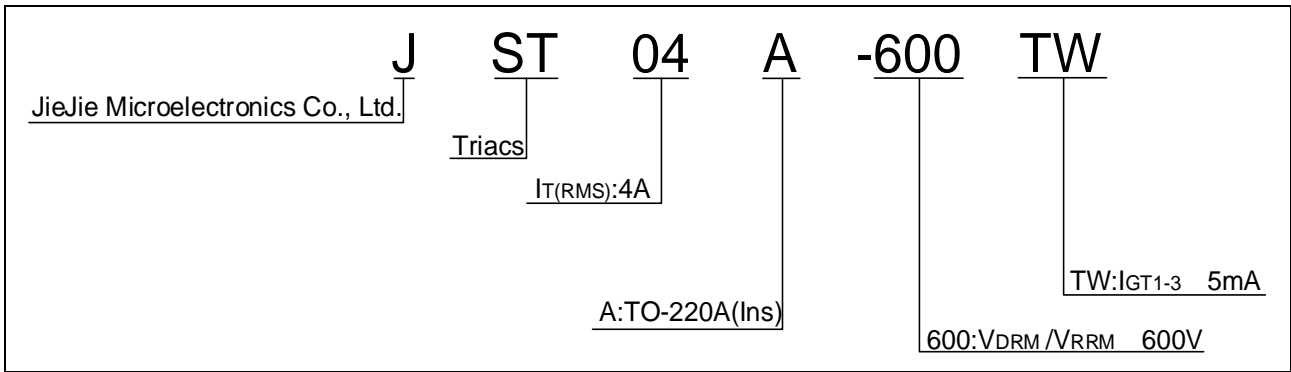 J ST 04 A -600 TW
JieJie Microelectronics Co., Ltd.
Triacs
IT(RMS):4A
TW:IGT1-3 5mA
A:TO-220A(Ins)
600:VDRM /VRRM 600V